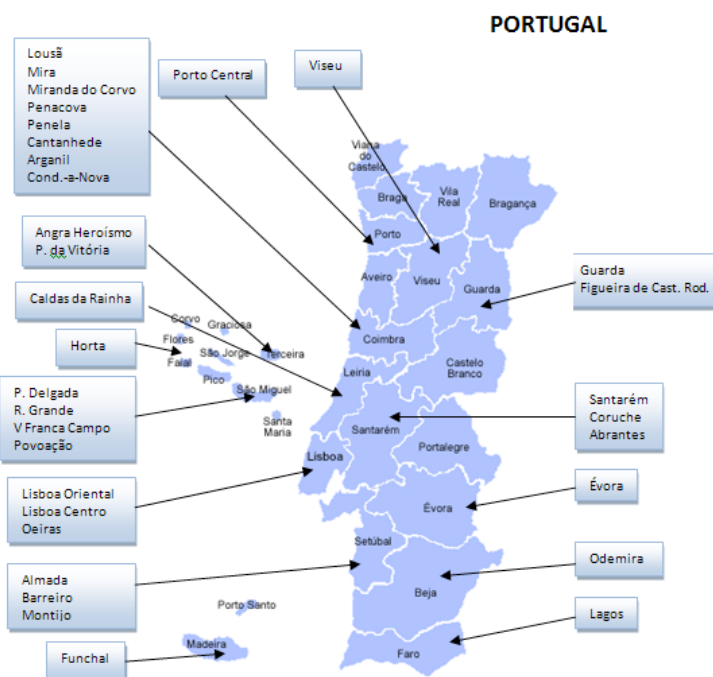 PORTUGAL
Lousã
Mira
Miranda do Corvo
Penacova
Penela
Cantanhede
Arganil
Cond.-a-Nova
Porto Central
Viseu
Angra Heroísmo
P. da Vitória
Caldas da Rainha
Horta
P. Delgada
R. Grande
V Franca Campo
Povoação
Lisboa Oriental
Lisboa Centro
Oeiras
Almada
Barreiro
Montijo
Funchal
Guarda
Figueira de Cast. Rod.
Santarém
Coruche
Abrantes
Évora
Odemira
Lagos
Viana
do
Castelo
Braga
Vila
Real
Bragança
Porto
Aveiro
Viseu
Guarda
Coimbra
Castelo
Branco
Leiria
Santarém
Portalegre
Lisboa
Évora
Setúbal
Beja
Faro
Corvo
Graciosa
Flores
São Jorge
Terceira
Faial
Pico
São Miguel
Santa
Maria
Porto Santo
Madeira